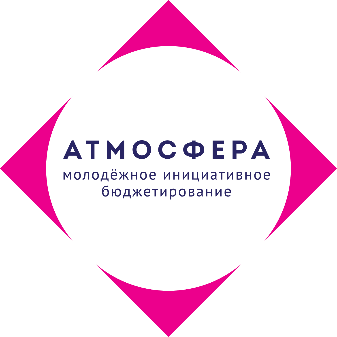 АТМОСФЕРА
молодёжное инициативное
бюджетирование